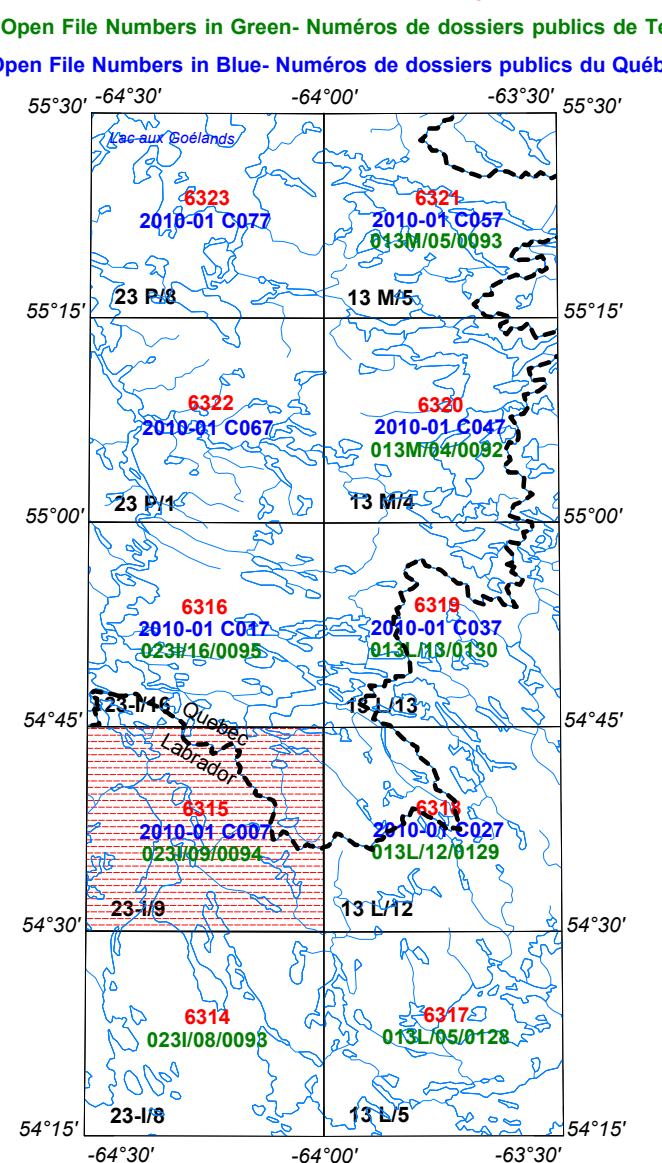 Open File Numbers in Green- Numéros de dossiers publics de
Open File Numbers in Blue- Numéros de dossiers publics du
-64°30' -64°00' -63°30'
55°30' 55°30'
Lac aux Goélands
6323 6321
2010-01 C077 2010-01 C057
013M/05/0093
23 P/8 13 M/5
55°15' 55°15'
6322 6320
2010-01 C067 2010-01 C047
013M/04/0092
23 P/1 13 M/4
55°00' 55°00'
6316 6319
2010-01 C017 2010-01 C037
023I/16/0095 013L/13/0130
23-I/16 13 L/13
Quebec
54°45' 54°45'
Labrador
6315 6318
2010-01 C007 2010-01 C027
023I/09/0094 013L/12/0129
23-I/9 13 L/12
54°30' 54°30'
6314 6317
023I/08/0093 013L/05/0128
23-I/8 13 L/5
54°15' 54°15'
-64°30' -64°00' -63°30'